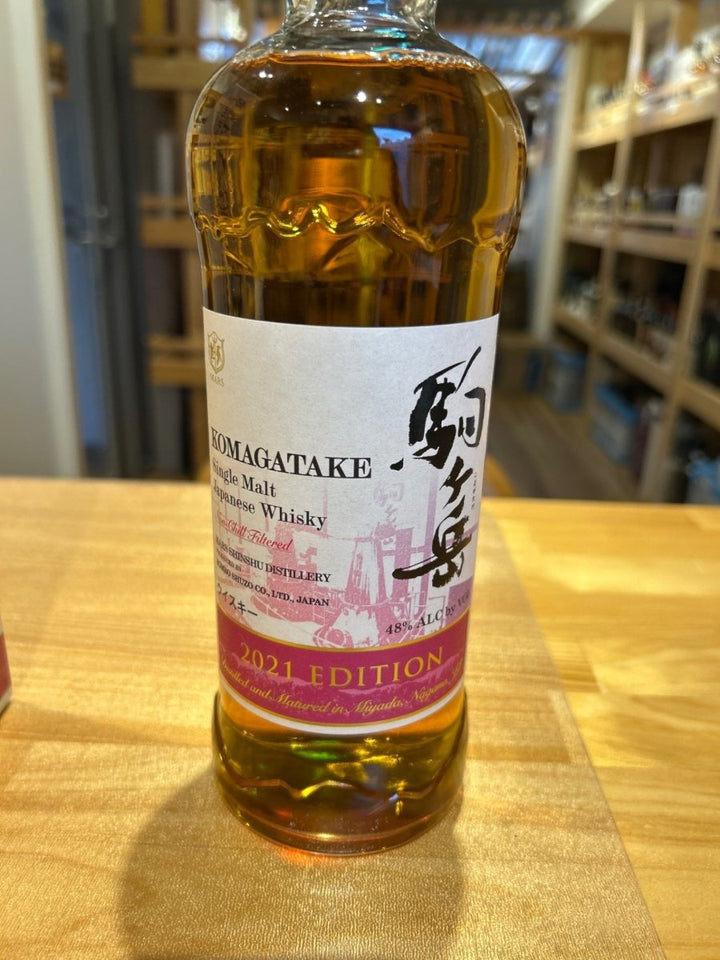 MARS
KOMAGATAKE
Single Malt
Japanese Whisky
Non-Chill Filtered
MARS SHINSHU DISTILLERY
SHUZO CO., LTD., JAPAN
ウイスキー
駒ヶ岳
48% ALC by VOL
2021 EDITION
Distilled and Matured in Miyada, Nagano,